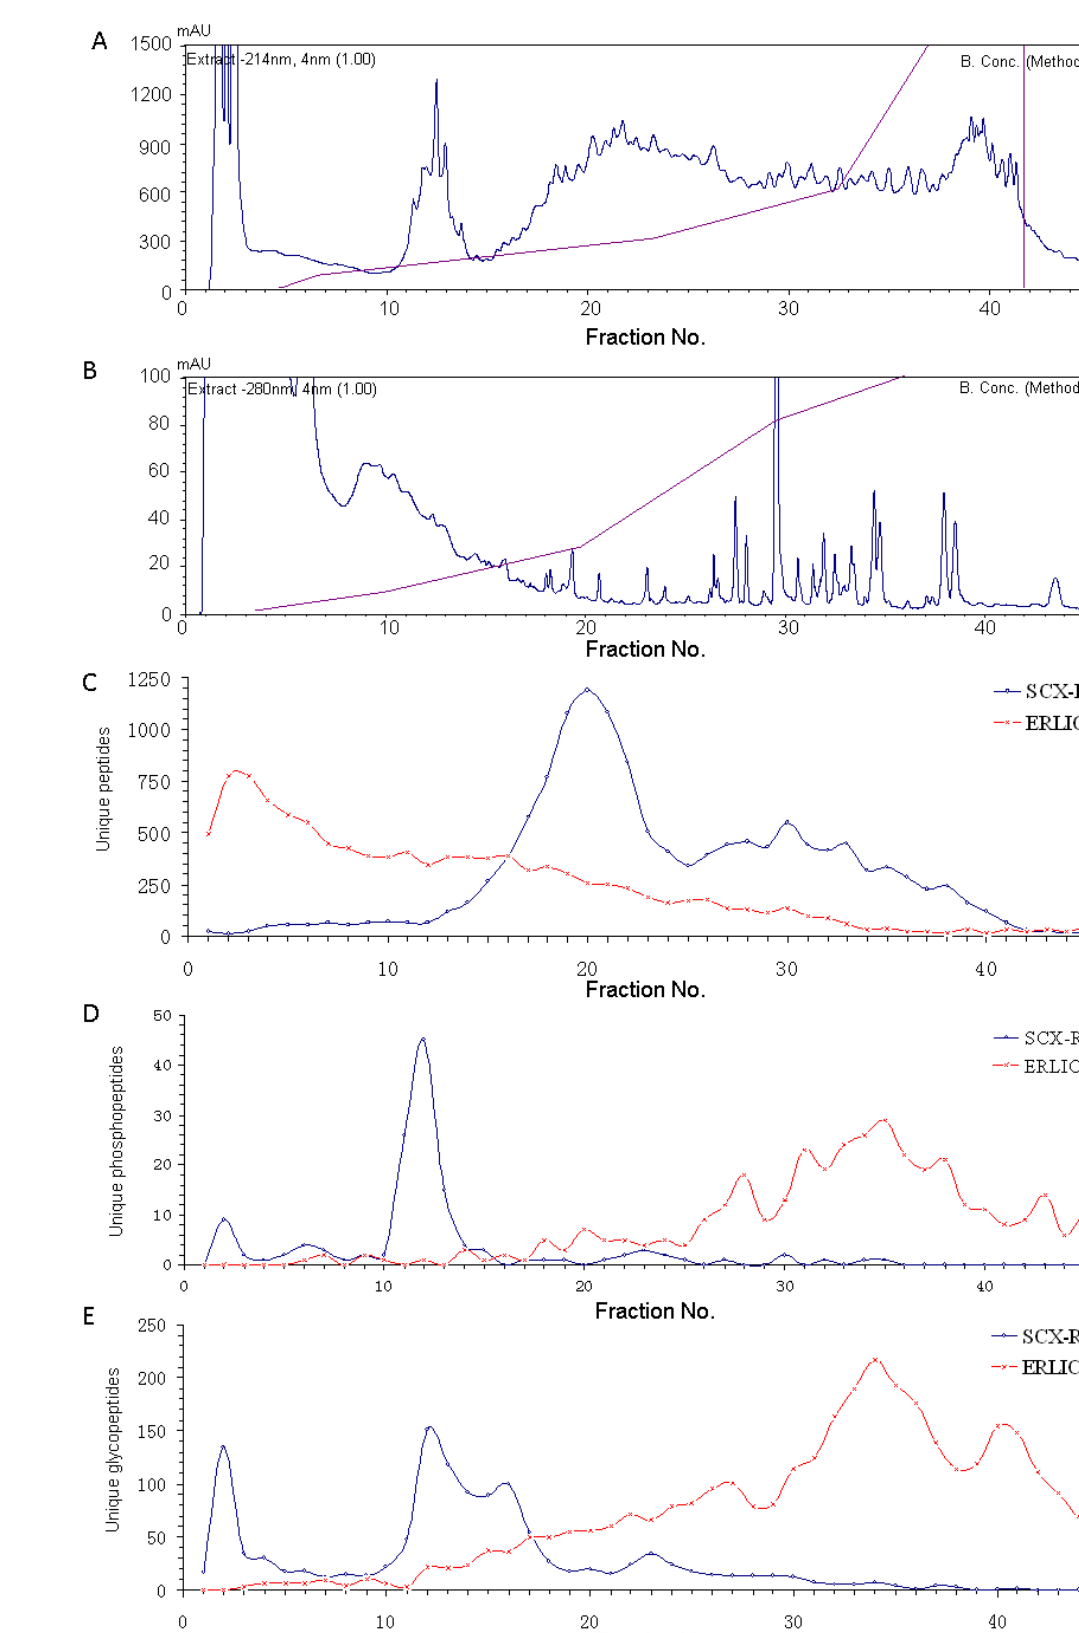 A
mAU
Extract -214nm, 4nm (1.00)
B. Conc. (Method
1500
1200
900
600
300
0
0 10 20 30 40
Fraction No.
B
mAU
Extract -280nm, 4nm (1.00)
B. Conc. (Method
100
80
60
40
20
0
0 10 20 30 40
Fraction No.
C
Unique peptides
1250
1000
750
500
250
0
SCX-
ERLIC
0 10 20 30 40
Fraction No.
D
Unique phosphopeptides
50
40
30
20
10
0
SCX-R
ERLIC
0 10 20 30 40
Fraction No.
E
Unique glycopeptides
250
200
150
100
50
0
SCX-R
ERLIC
0 10 20 30 40